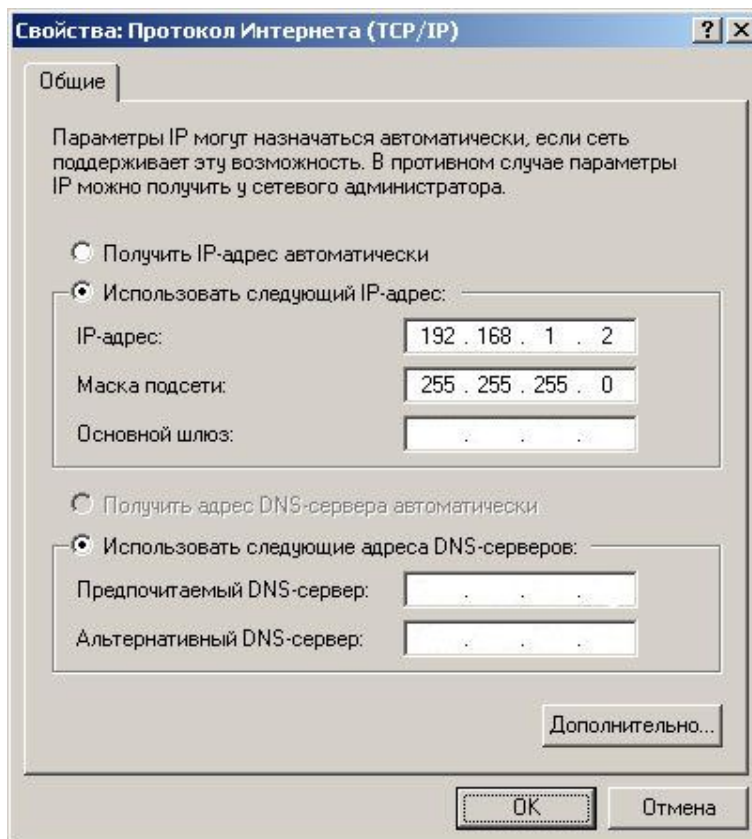 Свойства: Протокол Интернета (TCP/IP)
Общие
Параметры IP могут назначаться автоматически, если сеть
поддерживает эту возможность. В противном случае параметры
IP можно получить у сетевого администратора.
Получить IP-адрес автоматически
Использовать следующий IP-адрес:
IP-адрес: 192 . 168 . 1 . 2
Маска подсети: 255 . 255 . 255 . 0
Основной шлюз: . . .
Получить адрес DNS-сервера автоматически
Использовать следующие адреса DNS-серверов:
Предпочитаемый DNS-сервер: . . .
Альтернативный DNS-сервер: . . .
Дополнительно...
OK Отмена